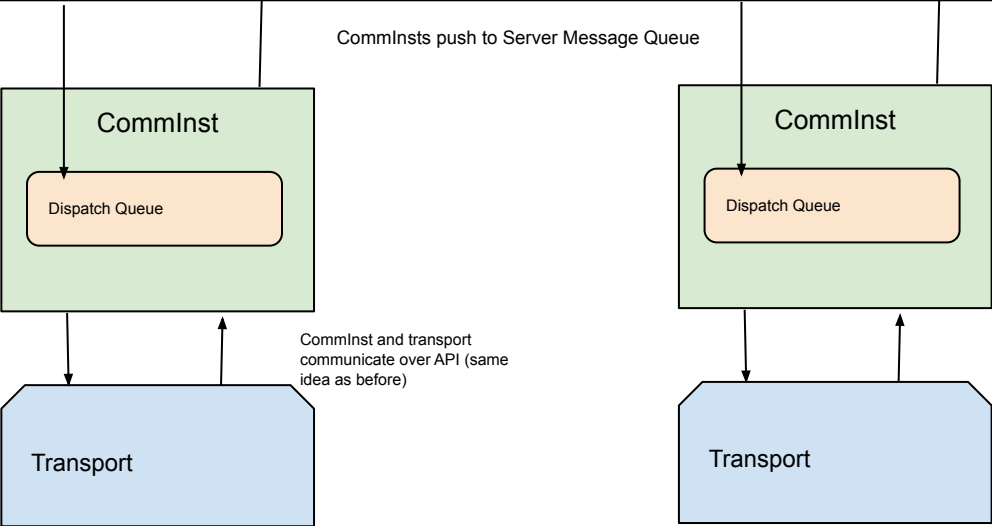 CommInsts push to Server Message Queue
CommInst
CommInst
Dispatch Queue
Dispatch Queue
CommInst and transport
communicate over API (same
idea as before)
Transport
Transport